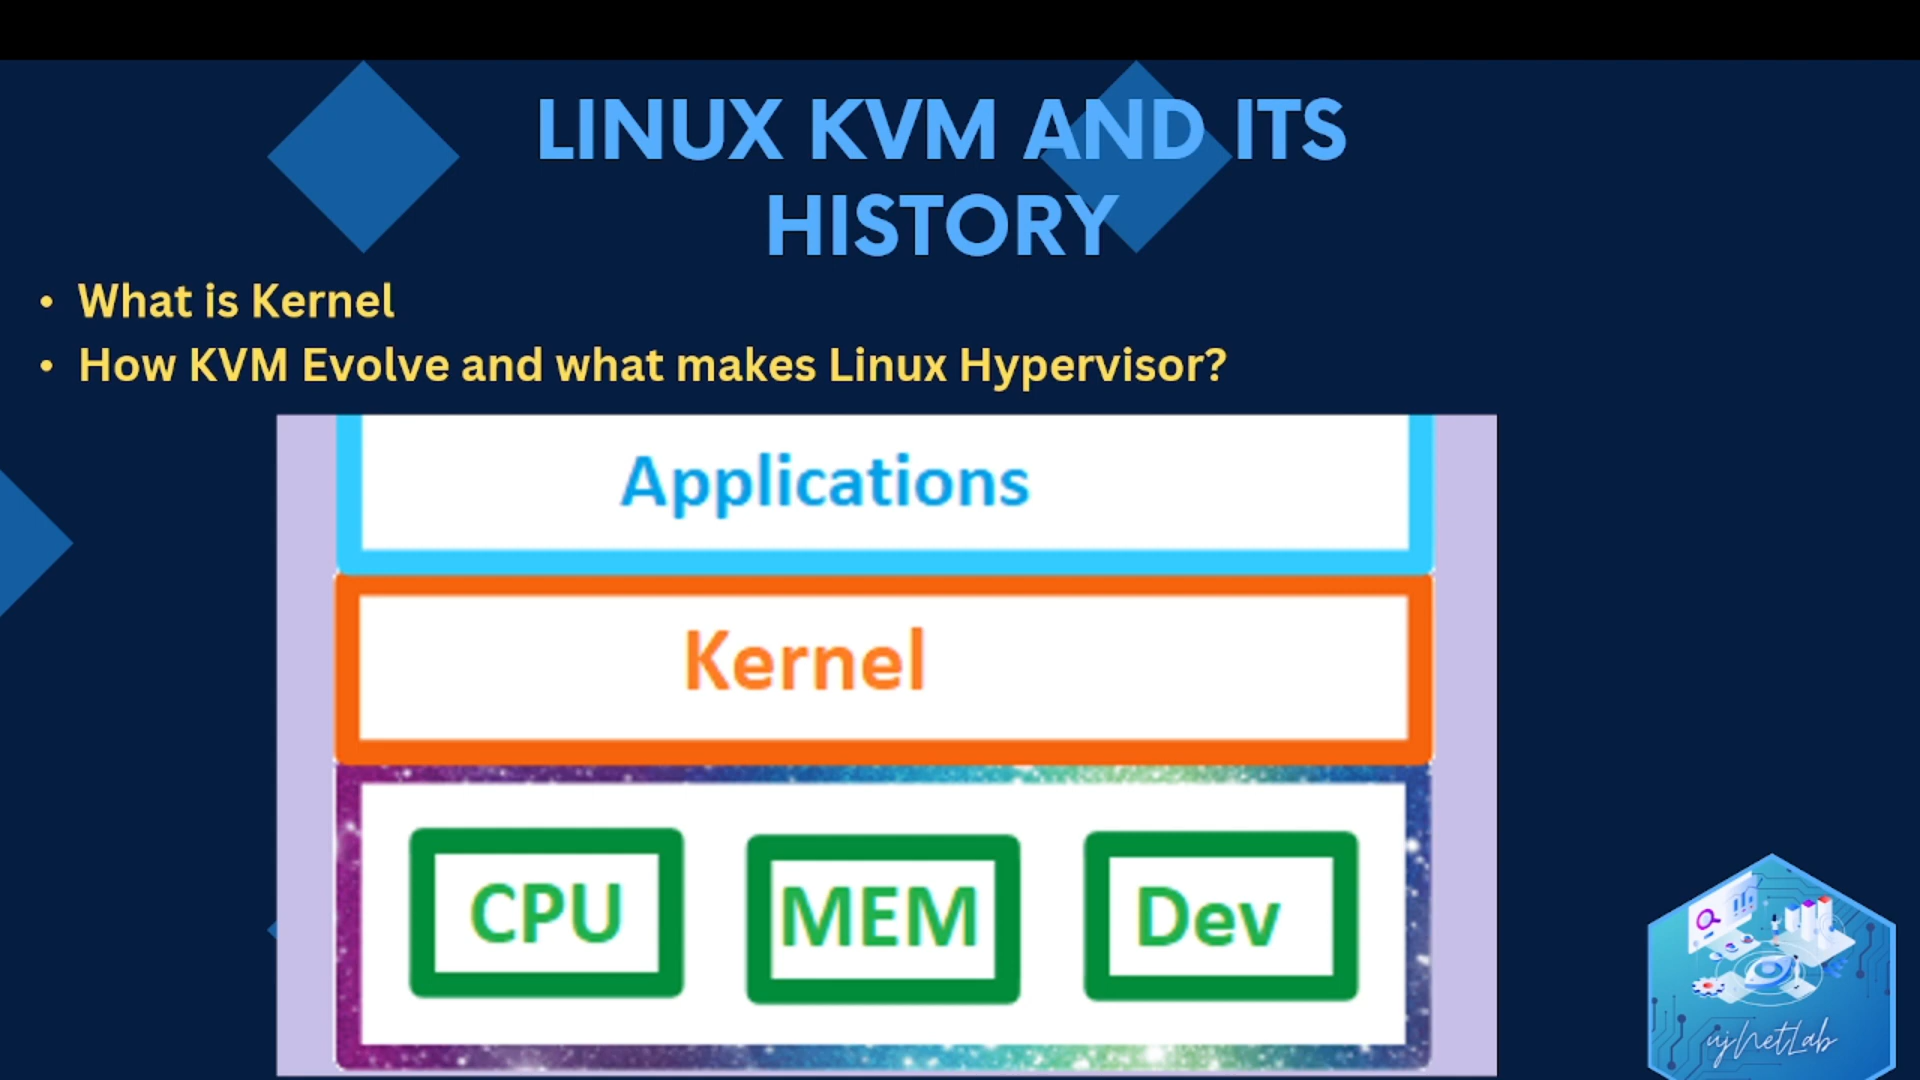 LINUX KVM AND ITS
HISTORY
• What is Kernel
• How KVM Evolve and what makes Linux Hypervisor?
Applications
Kernel
CPU MEM Dev
ajNetLab